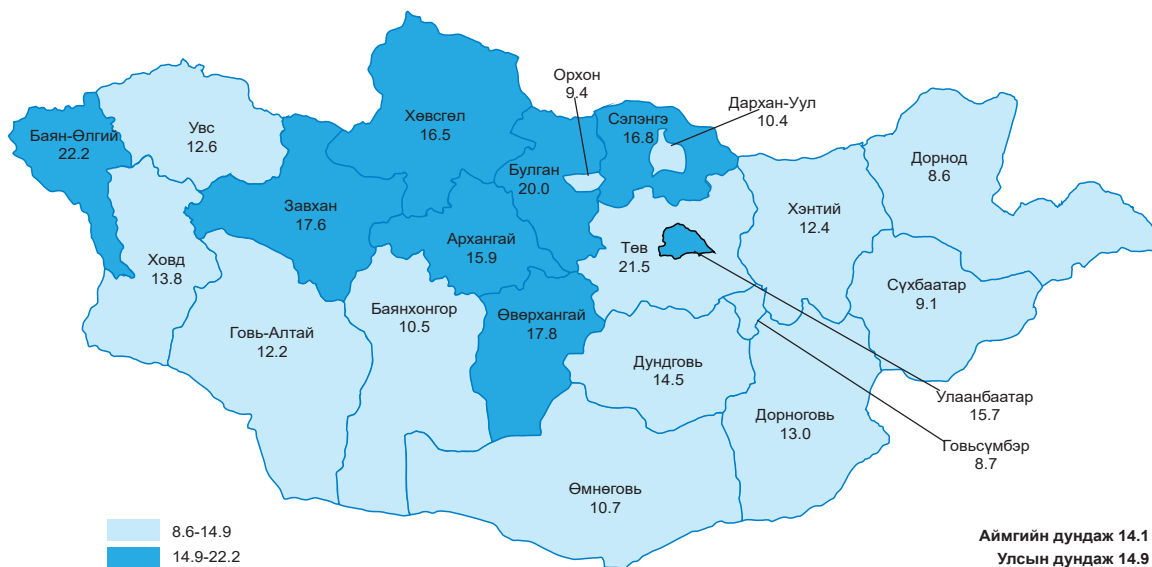 Орхон
9.4
Дархан-Уул
10.4
Хөвсгөл
16.5
Сэлэнгэ
16.8
Увс
12.6
Баян-Өлгий
22.2
Булган
20.0
Дорнод
8.6
Завхан
17.6
Хэнтий
12.4
Архангай
15.9
Төв
21.5
Ховд
13.8
Сүхбаатар
9.1
Баянхонгор
10.5
Өвөрхангай
17.8
Говь-Алтай
12.2
Дундговь
14.5
Улаанбаатар
15.7
Дорноговь
13.0
Говьсүмбэр
8.7
Өмнөговь
10.7
8.6-14.9
14.9-22.2
Аймгийн дундаж 14.1
Улсын дундаж 14.9